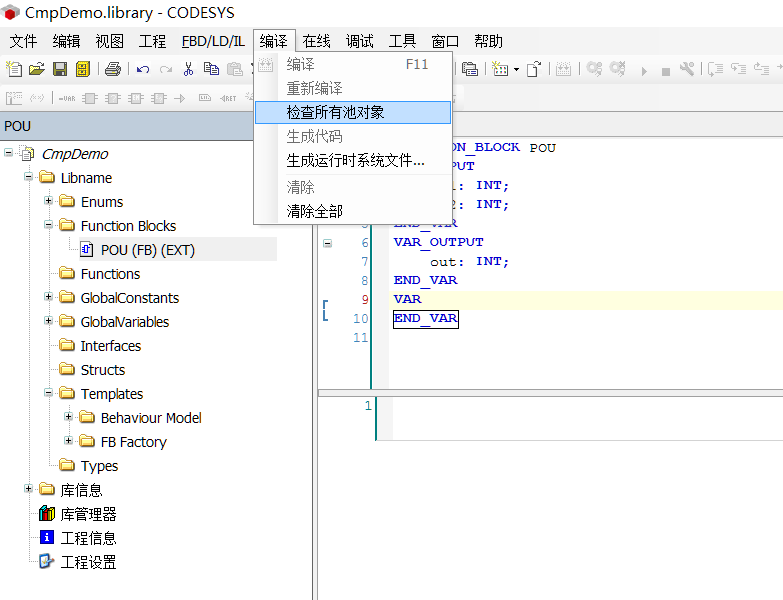 CmpDemo.library - CODESYS
文件 编辑 视图 工程 FBD/LD/IL 编译 在线 调试 工具 窗口 帮助
编译 F11
重新编译
检查所有池对象
生成代码
生成运行时系统文件...
清除
清除全部
POU
CmpDemo
Libname
Enums
Function Blocks
POU (FB) (EXT)
Functions
GlobalConstants
GlobalVariables
Interfaces
Structs
Templates
Behaviour Model
FB Factory
Types
库信息
库管理器
工程信息
工程设置
ON_BLOCK POU
PUT
: INT;
: INT;
END_VAR
6 VAR_OUTPUT
7 out: INT;
8 END_VAR
9 VAR
10 END_VAR
11
1